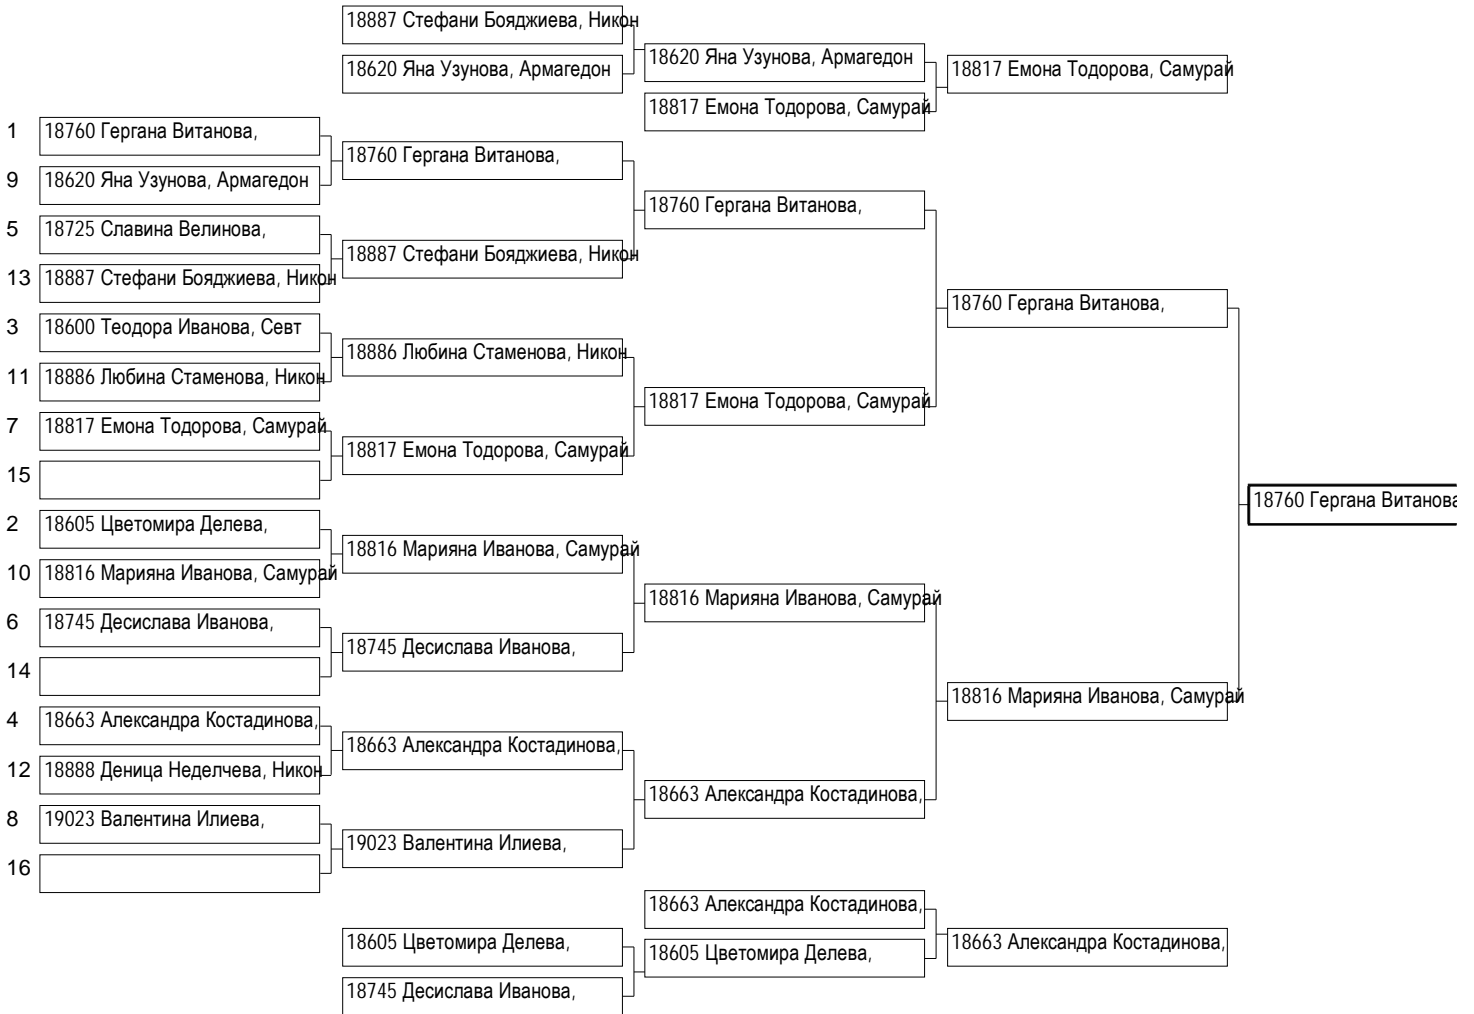 18887 Стефани Бояджиева, Никон
18620 Яна Узунова, Армагедон
18620 Яна Узунова, Армагедон
18817 Емона Тодорова, Самурай
18817 Емона Тодорова, Самурай
1 18760 Гергана Витанова,
18760 Гергана Витанова,
9 18620 Яна Узунова, Армагедон
18760 Гергана Витанова,
5 18725 Славина Велинова,
18887 Стефани Бояджиева, Никон
13 18887 Стефани Бояджиева, Никон
18760 Гергана Витанова,
3 18600 Теодора Иванова, Севт
18886 Любина Стаменова, Никон
11 18886 Любина Стаменова, Никон
18817 Емона Тодорова, Самурай
7 18817 Емона Тодорова, Самурай
18817 Емона Тодорова, Самурай
15
18760 Гергана Витанова
2 18605 Цветомира Делева,
18816 Марияна Иванова, Самурай
10 18816 Марияна Иванова, Самурай
18816 Марияна Иванова, Самурай
6 18745 Десислава Иванова,
18745 Десислава Иванова,
14
18816 Марияна Иванова, Самурай
4 18663 Александра Костадинова,
18663 Александра Костадинова,
12 18888 Деница Неделчева, Никон
18663 Александра Костадинова,
8 19023 Валентина Илиева,
19023 Валентина Илиева,
16
18663 Александра Костадинова,
18605 Цветомира Делева,
18605 Цветомира Делева,
18663 Александра Костадинова,
18745 Десислава Иванова,